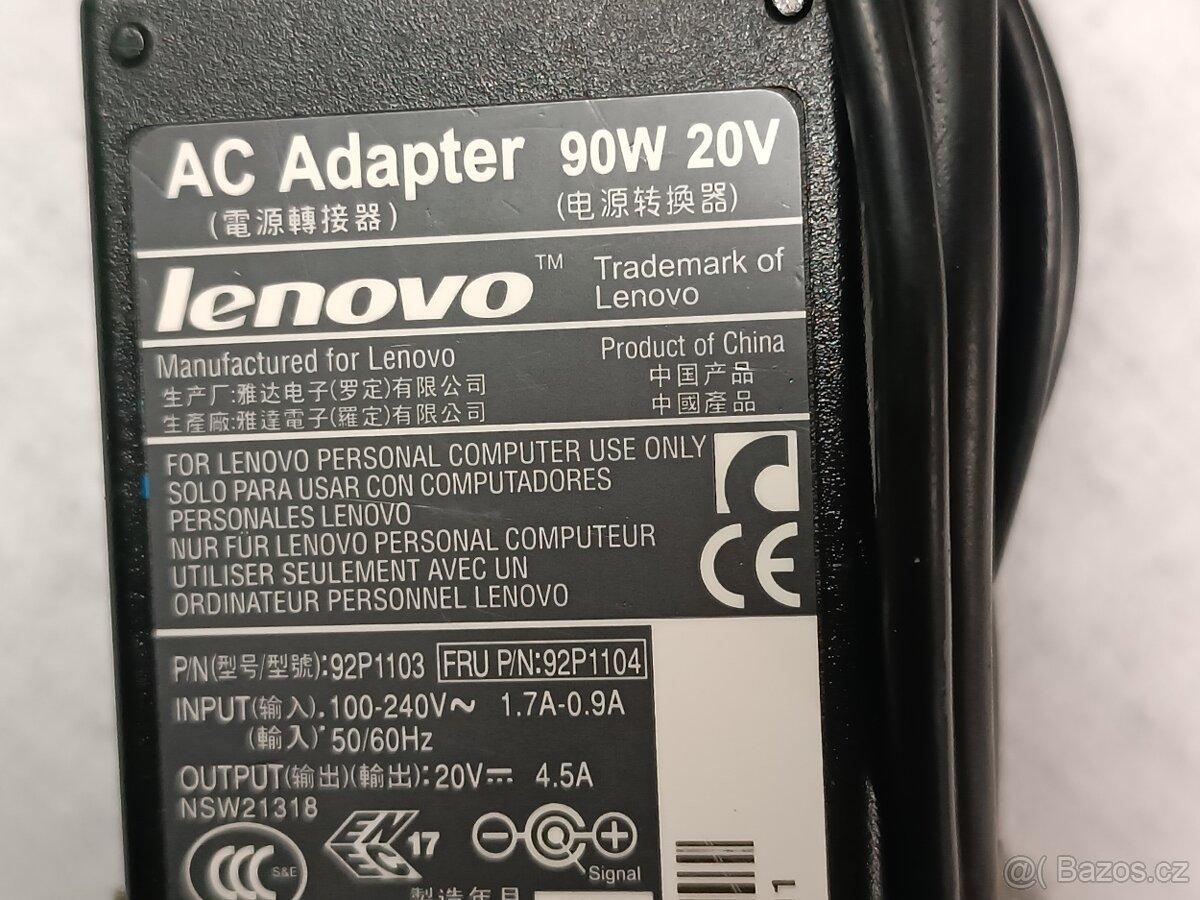 AC Adapter 90W 20V
(電源轉接器) (电源转换器)
lenovo™ Trademark of
Lenovo
Manufactured for Lenovo Product of China
生产厂:雅达电子(罗定)有限公司 中国产品
生產廠:雅達電子(羅定)有限公司 中國產品
FOR LENOVO PERSONAL COMPUTER USE ONLY
SOLO PARA USAR CON COMPUTADORES
PERSONALES LENOVO
NUR FÜR LENOVO PERSONAL COMPUTEUR
UTILISER SEULEMENT AVEC UN
ORDINATEUR PERSONNEL LENOVO
CE
P/N(型号/型號):92P1103 FRU P/N:92P1104
INPUT(输入). 100-240V~ 1.7A-0.9A
(輸入)˙ 50/60Hz
OUTPUT(输出)(輸出): 20V⎓ 4.5A
NSW21318
CCC S&E EN EC 17 - + Signal
製造年月
@( Bazos.cz